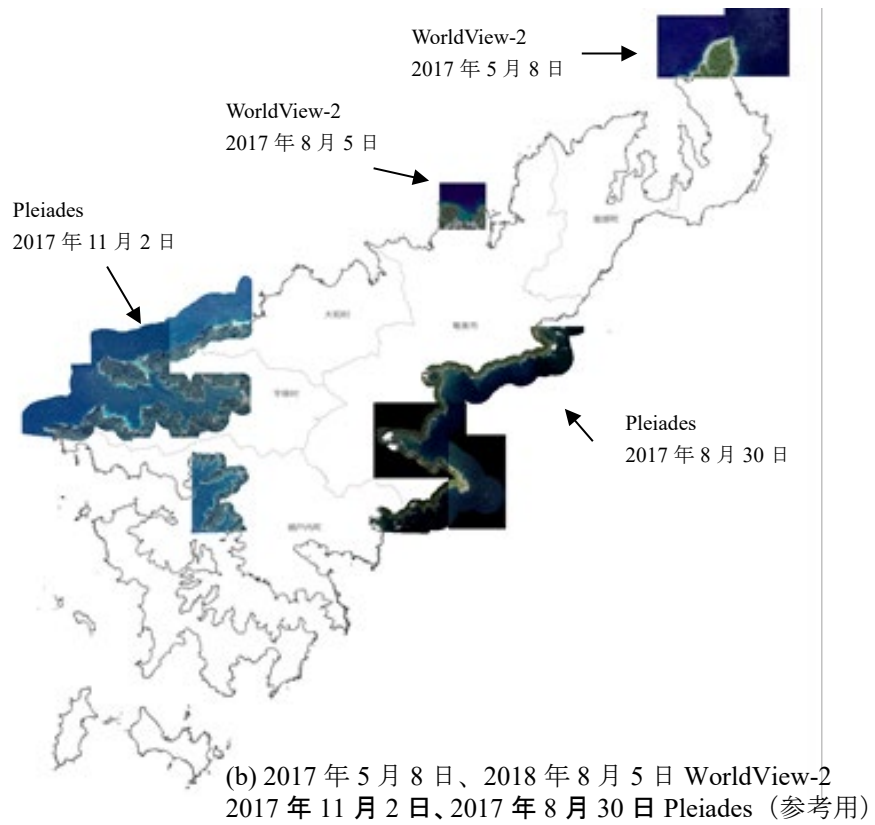 WorldView-2
2017 年 5 月 8 日
WorldView-2
2017 年 8 月 5 日
Pleiades
2017 年 11 月 2 日
大和村
Pleiades
2017 年 8 月 30 日
(b) 2017 年 5 月 8 日、2018 年 8 月 5 日 WorldView-2
2017 年 11 月 2 日、2017 年 8 月 30 日 Pleiades（参考用）